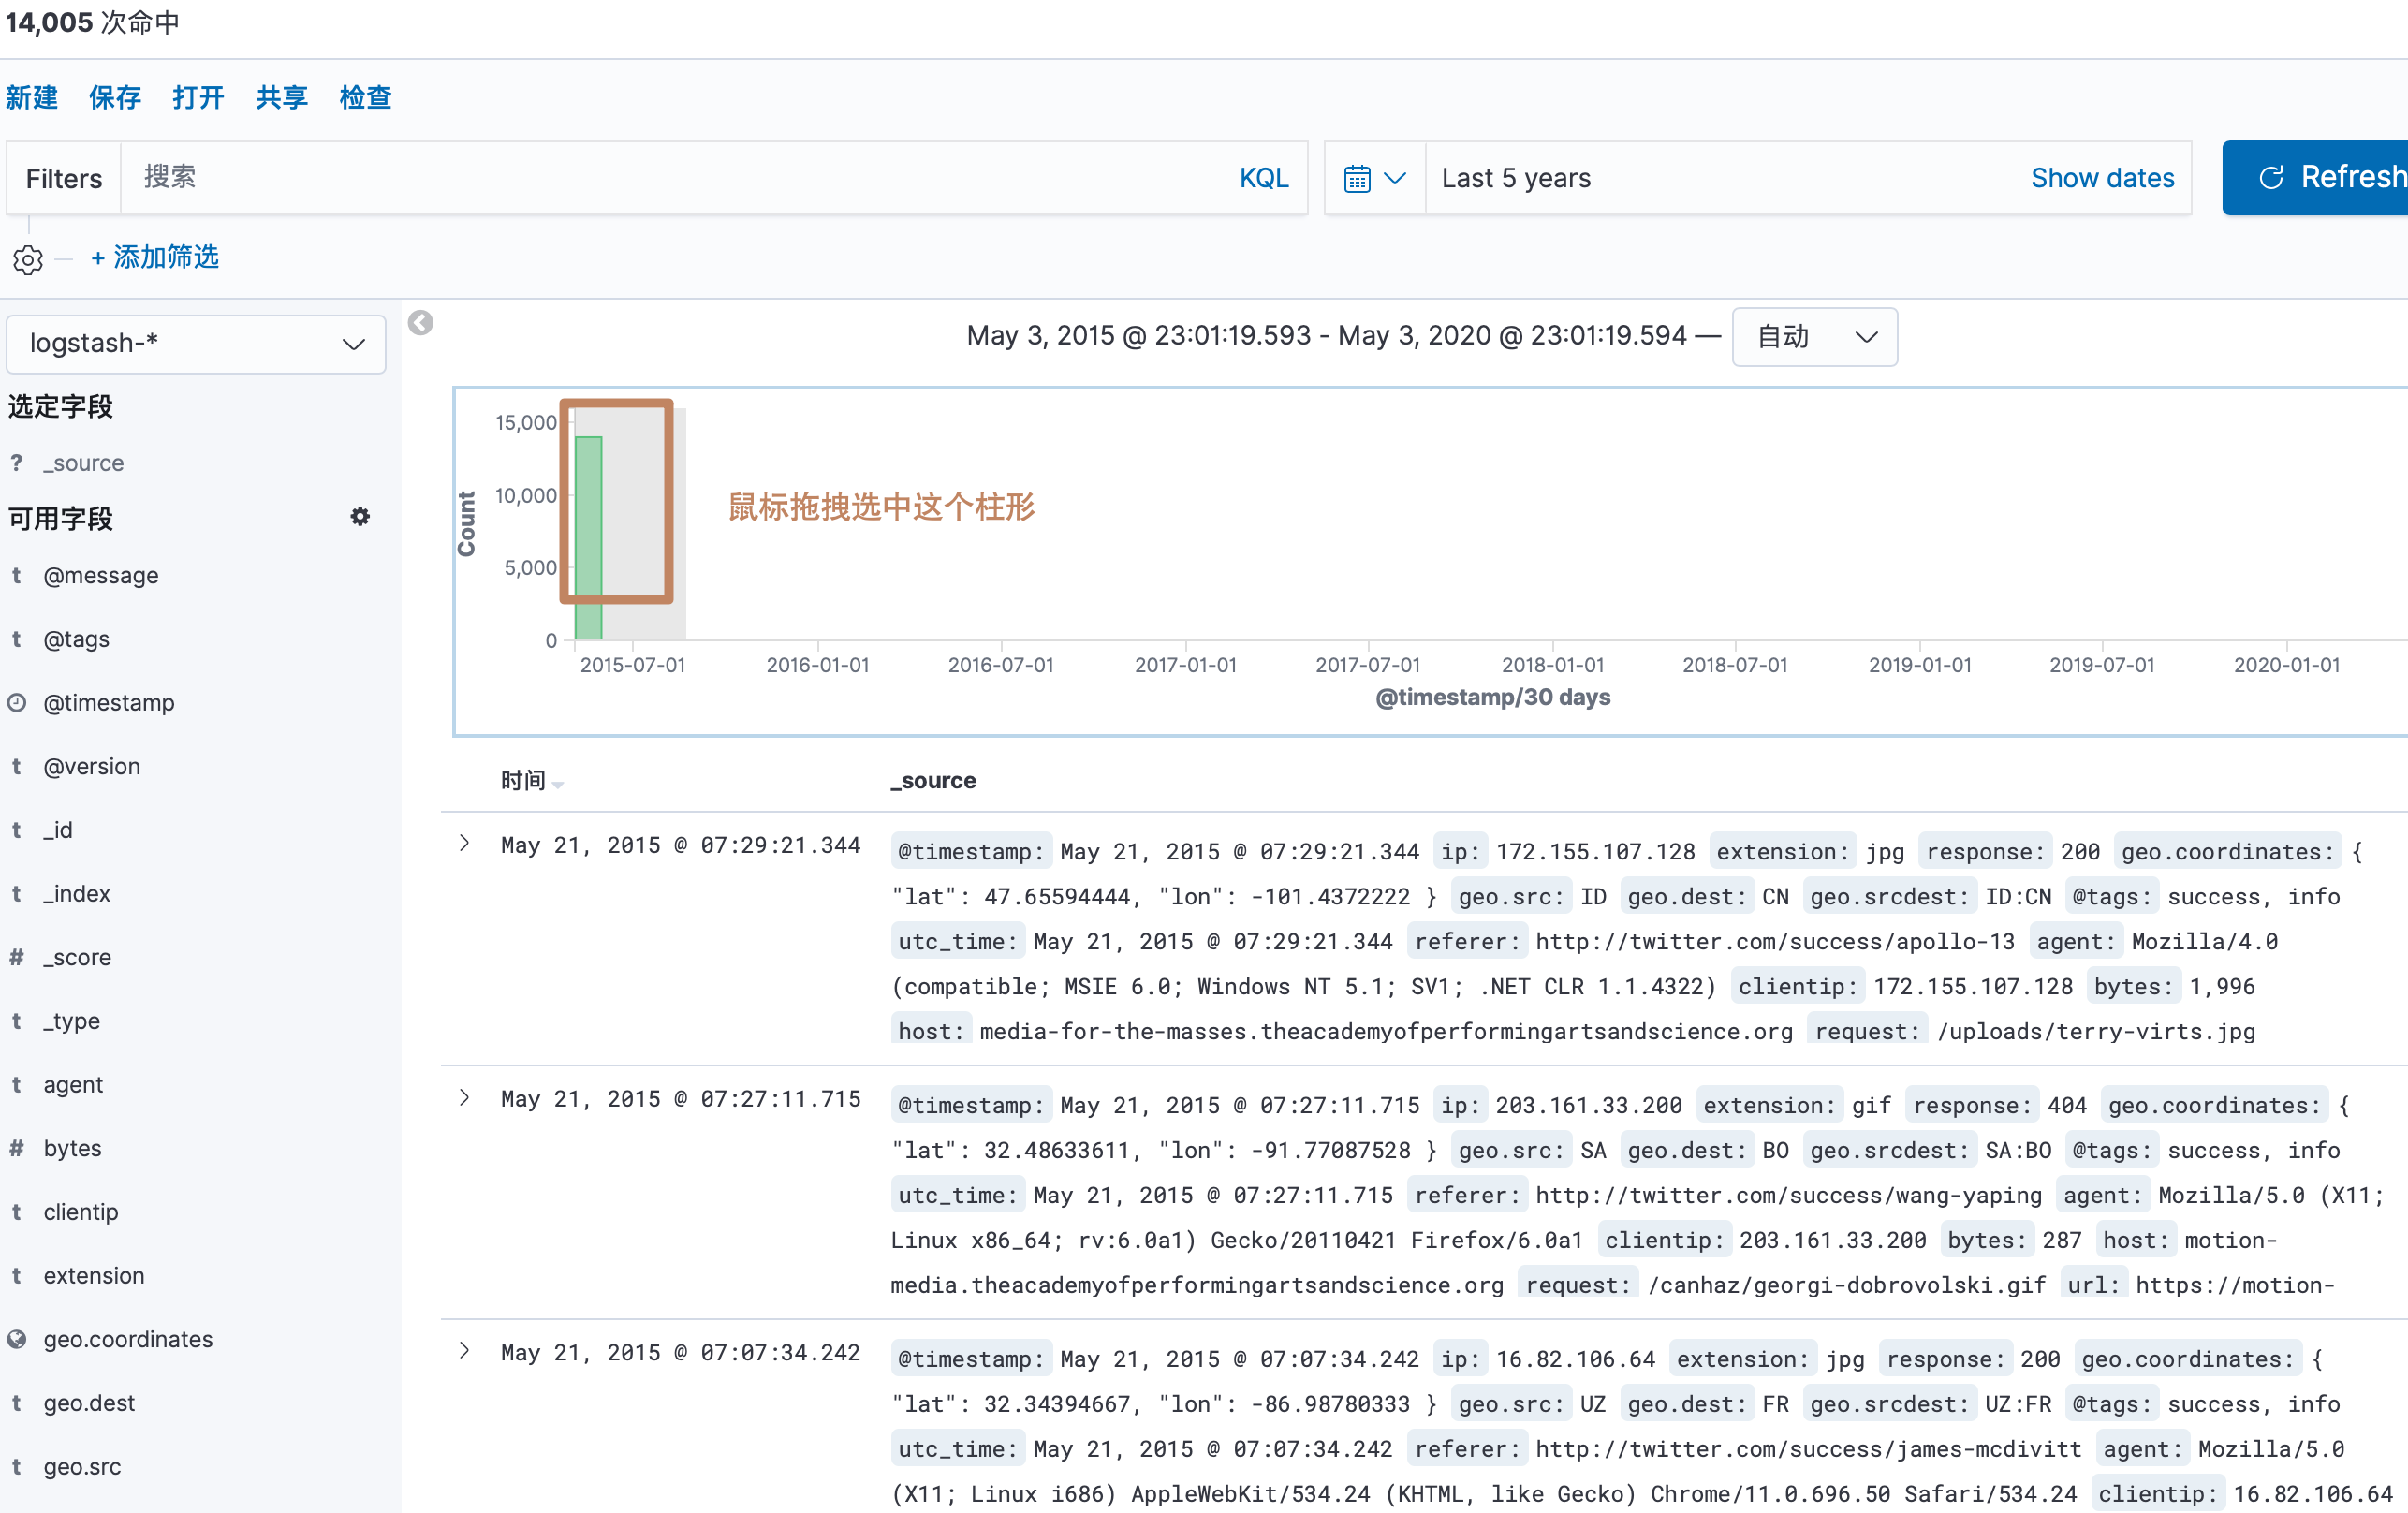 14,005 次命中
新建 保存 打开 共享 检查
Filters 搜索 KQL Last 5 years Show dates Refresh
+ 添加筛选
logstash-*
May 3, 2015 @ 23:01:19.593 - May 3, 2020 @ 23:01:19.594 — 自动
选定字段
? _source
可用字段
t @message
t @tags
@timestamp
t @version
t _id
t _index
# _score
t _type
t agent
# bytes
t clientip
t extension
geo.coordinates
t geo.dest
t geo.src
Count
15,000
10,000
5,000
0
鼠标拖拽选中这个柱形
2015-07-01 2016-01-01 2016-07-01 2017-01-01 2017-07-01 2018-01-01 2018-07-01 2019-01-01 2019-07-01 2020-01-01
@timestamp/30 days
时间 _source
May 21, 2015 @ 07:29:21.344 @timestamp: May 21, 2015 @ 07:29:21.344 ip: 172.155.107.128 extension: jpg response: 200 geo.coordinates: {
"lat": 47.65594444, "lon": -101.4372222 } geo.src: ID geo.dest: CN geo.srcdest: ID:CN @tags: success, info
utc_time: May 21, 2015 @ 07:29:21.344 referer: http://twitter.com/success/apollo-13 agent: Mozilla/4.0
(compatible; MSIE 6.0; Windows NT 5.1; SV1; .NET CLR 1.1.4322) clientip: 172.155.107.128 bytes: 1,996
host: media-for-the-masses.theacademyofperformingartsandscience.org request: /uploads/terry-virts.jpg
May 21, 2015 @ 07:27:11.715 @timestamp: May 21, 2015 @ 07:27:11.715 ip: 203.161.33.200 extension: gif response: 404 geo.coordinates: {
"lat": 32.48633611, "lon": -91.77087528 } geo.src: SA geo.dest: BO geo.srcdest: SA:BO @tags: success, info
utc_time: May 21, 2015 @ 07:27:11.715 referer: http://twitter.com/success/wang-yaping agent: Mozilla/5.0 (X11;
Linux x86_64; rv:6.0a1) Gecko/20110421 Firefox/6.0a1 clientip: 203.161.33.200 bytes: 287 host: motion-
media.theacademyofperformingartsandscience.org request: /canhaz/georgi-dobrovolski.gif url: https://motion-
May 21, 2015 @ 07:07:34.242 @timestamp: May 21, 2015 @ 07:07:34.242 ip: 16.82.106.64 extension: jpg response: 200 geo.coordinates: {
"lat": 32.34394667, "lon": -86.98780333 } geo.src: UZ geo.dest: FR geo.srcdest: UZ:FR @tags: success, info
utc_time: May 21, 2015 @ 07:07:34.242 referer: http://twitter.com/success/james-mcdivitt agent: Mozilla/5.0
(X11; Linux i686) AppleWebKit/534.24 (KHTML, like Gecko) Chrome/11.0.696.50 Safari/534.24 clientip: 16.82.106.64